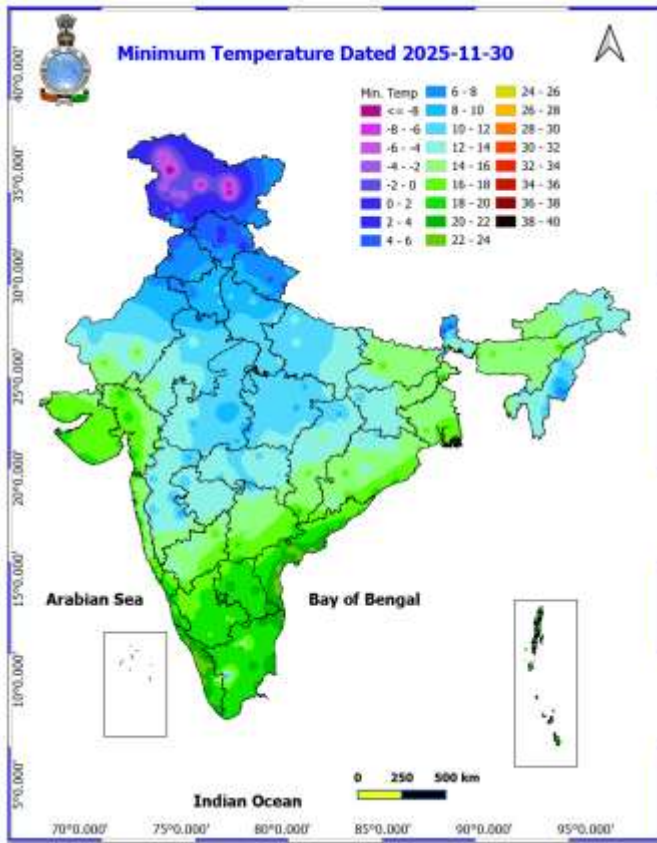 Minimum Temperature Dated 2025-11-30
Min. Temp
<= -8
-8 - -6
-6 - -4
-4 - -2
-2 - 0
0 - 2
2 - 4
4 - 6
6 - 8
8 - 10
10 - 12
12 - 14
14 - 16
16 - 18
18 - 20
20 - 22
22 - 24
24 - 26
26 - 28
28 - 30
30 - 32
32 - 34
34 - 36
36 - 38
38 - 40
40°0.000'
35°0.000'
30°0.000'
25°0.000'
20°0.000'
15°0.000'
10°0.000'
5°0.000'
Arabian Sea
Bay of Bengal
0 250 500 km
Indian Ocean
70°0.000' 75°0.000' 80°0.000' 85°0.000' 90°0.000' 95°0.000'